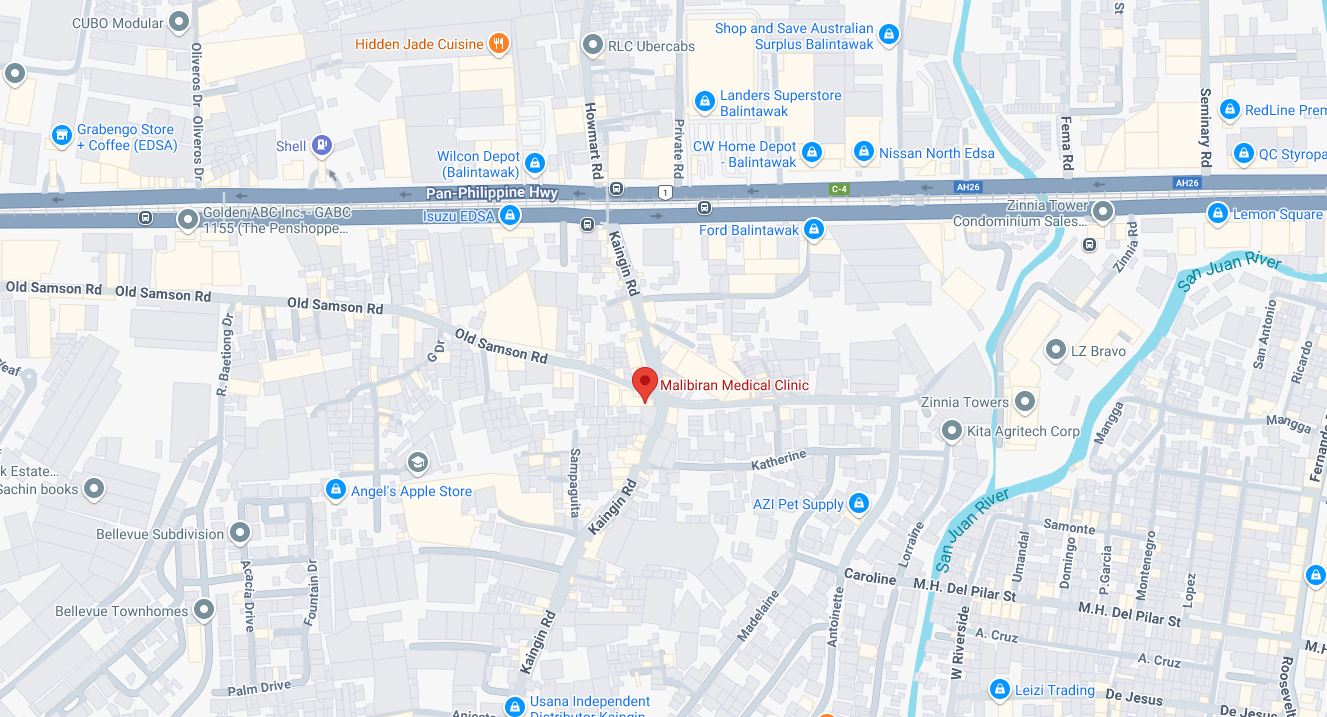 CUBO Modular
Hidden Jade Cuisine
RLC Ubercabs
Shop and Save Australian
Surplus Balintawak
Oliveros Dr
Oliveros Dr
Howmart Rd
Private Rd
Fema Rd
St
Seminary Rd
Landers Superstore
Balintawak
RedLine Prem
Grabengo Store
+ Coffee (EDSA)
Shell
Wilcon Depot
(Balintawak)
CW Home Depot
- Balintawak
Nissan North Edsa
QC Styropa
Pan-Philippine Hwy
1
C-4
AH26
AH26
Golden ABC Inc. - GABC
1155 (The Penshoppe...
Isuzu EDSA
Ford Balintawak
Zinnia Tower
Condominium Sales...
Lemon Square
Kaingin Rd
Zinnia Rd
San Juan River
Old Samson Rd
Old Samson Rd
Old Samson Rd
Old Samson Rd
R. Baetiong Dr
G Dr
LZ Bravo
San Antonio
Ricardo
leaf
Malibiran Medical Clinic
Zinnia Towers
Kita Agritech Corp
Mangga
Mangga
Fernando
k Estate...
Sachin books
Angel's Apple Store
Sampaguita
Katherine
AZI Pet Supply
Kaingin Rd
San Juan River
Bellevue Subdivision
Lorraine
Umandal
Samonte
Domingo
P.Garcia
Montenegro
Lopez
Acacia Drive
Fountain Dr
Caroline
M.H. Del Pilar St
M.H. Del Pilar St
M.H.
Bellevue Townhomes
Kaingin Rd
Madelaine
Antoinette
W Riverside
A. Cruz
A. Cruz
Roosevel
Palm Drive
Usana Independent
Distributor Kaingin
Leizi Trading
De Jesus
De Jesus